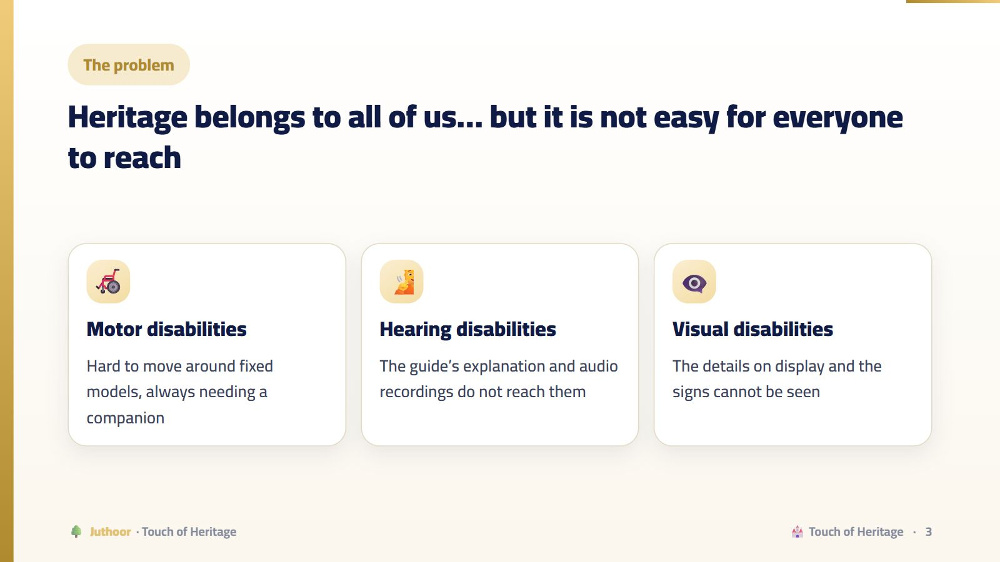 The problem
Heritage belongs to all of us... but it is not easy for everyone
to reach
Motor disabilities
Hard to move around fixed
models, always needing a
companion
Hearing disabilities
The guide’s explanation and audio
recordings do not reach them
Visual disabilities
The details on display and the
signs cannot be seen
Juthoor · Touch of Heritage
Touch of Heritage · 3